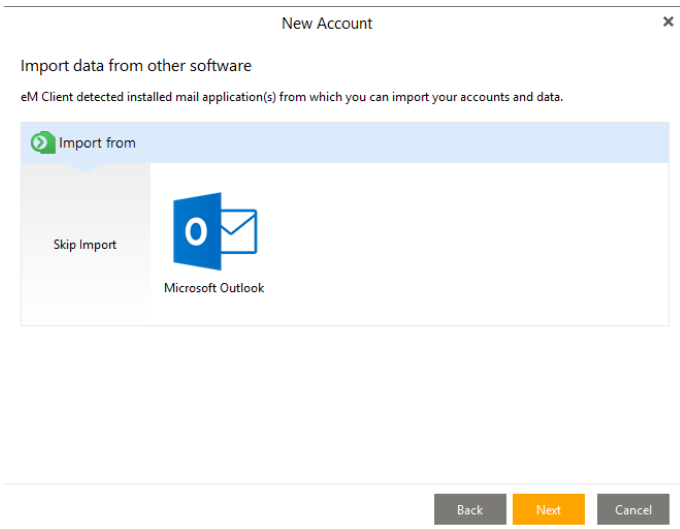 New Account
Import data from other software
eM Client detected installed mail application(s) from which you can import your accounts and data.
Import from
Skip Import
Microsoft Outlook
Back
Next
Cancel